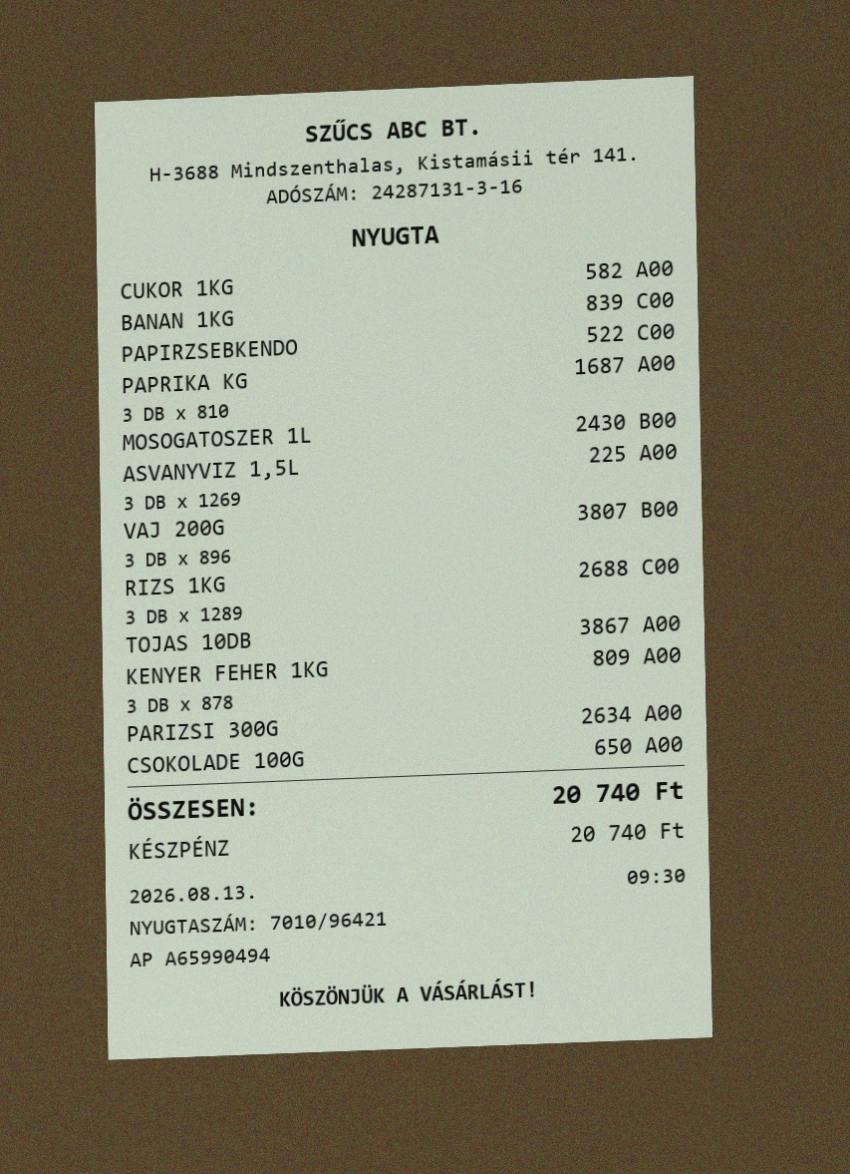 SZŰCS ABC BT.
H-3688 Mindszenthalas, Kistamásii tér 141.
ADÓSZÁM: 24287131-3-16
NYUGTA
CUKOR 1KG 582 A00
BANAN 1KG 839 C00
PAPIRZSEBKENDO 522 C00
PAPRIKA KG 1687 A00
3 DB x 810
MOSOGATOSZER 1L 2430 B00
ASVANYVIZ 1,5L 225 A00
3 DB x 1269
VAJ 200G 3807 B00
3 DB x 896
RIZS 1KG 2688 C00
3 DB x 1289
TOJAS 10DB 3867 A00
KENYER FEHER 1KG 809 A00
3 DB x 878
PARIZSI 300G 2634 A00
CSOKOLADE 100G 650 A00
ÖSSZESEN: 20 740 Ft
KÉSZPÉNZ 20 740 Ft
2026.08.13. 09:30
NYUGTASZÁM: 7010/96421
AP A65990494
KÖSZÖNJÜK A VÁSÁRLÁST!